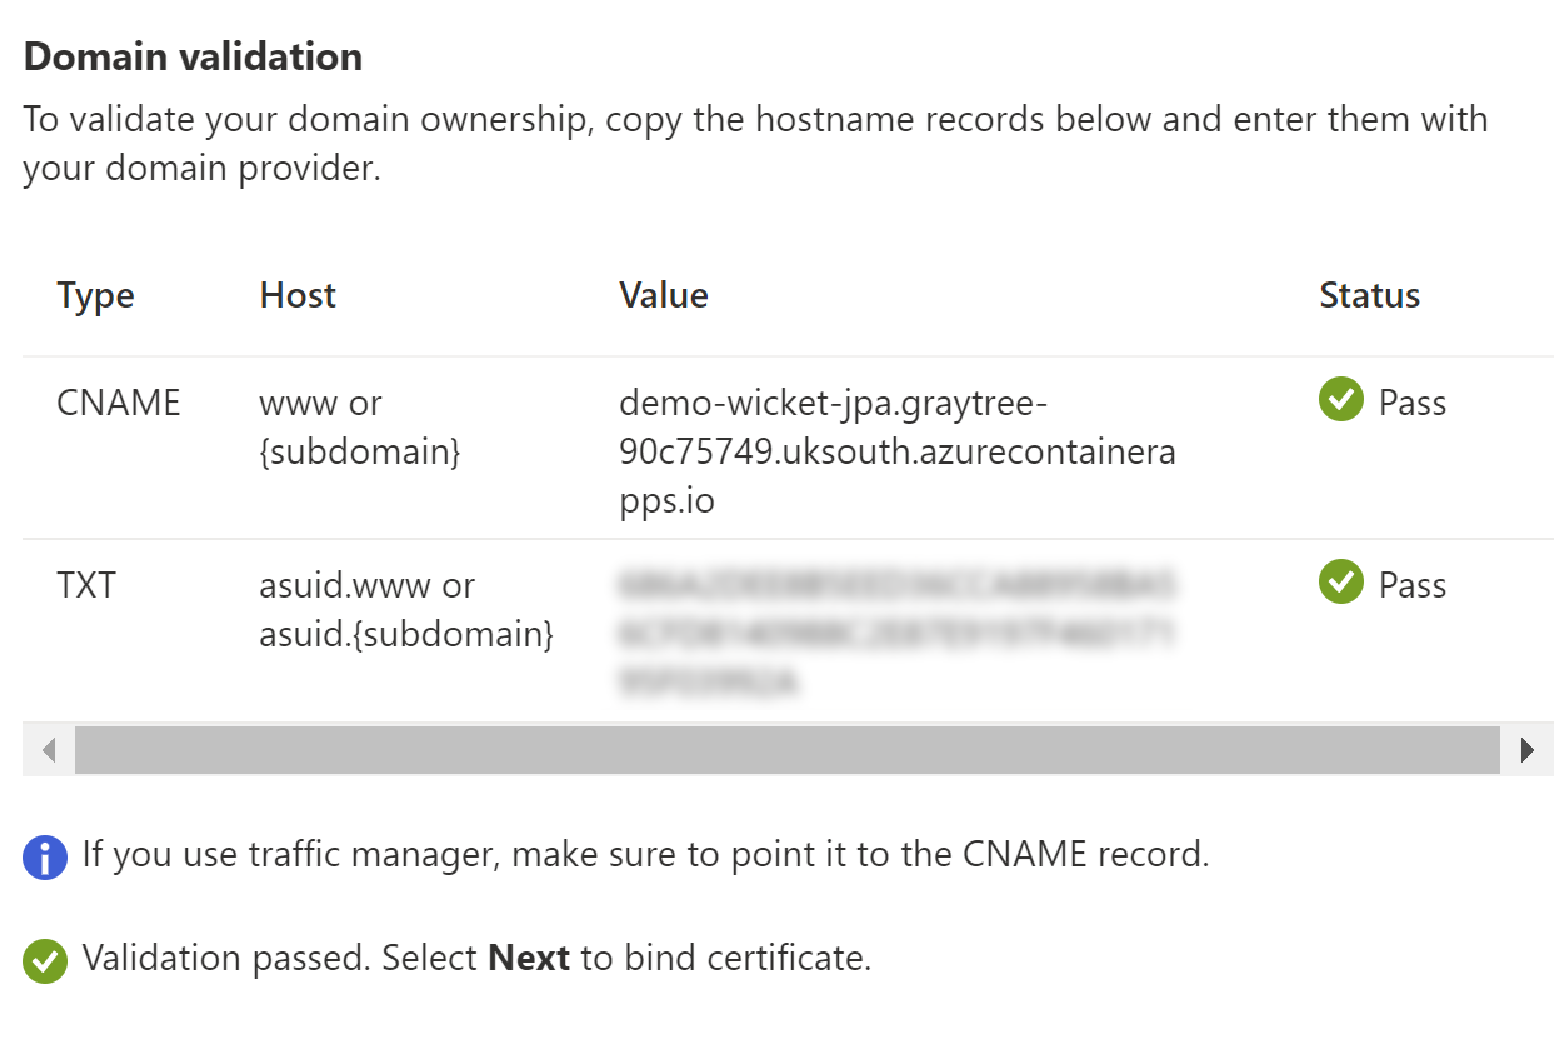 Domain validation
To validate your domain ownership, copy the hostname records below and enter them with
your domain provider.
Type Host Value Status
CNAME www or demo-wicket-jpa.graytree- Pass
{subdomain} 90c75749.uksouth.azurecontainera
pps.io
TXT asuid.www or Pass
asuid.{subdomain}
If you use traffic manager, make sure to point it to the CNAME record.
Validation passed. Select Next to bind certificate.